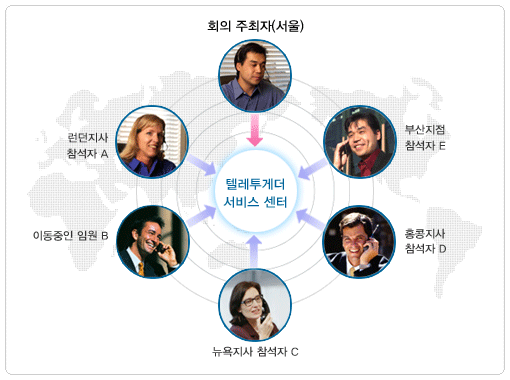 회의 주최자(서울)
런던지사
참석자 A
부산지점
참석자 E
텔레투게더
서비스 센터
이동중인 임원 B
홍콩지사
참석자 D
뉴욕지사 참석자 C